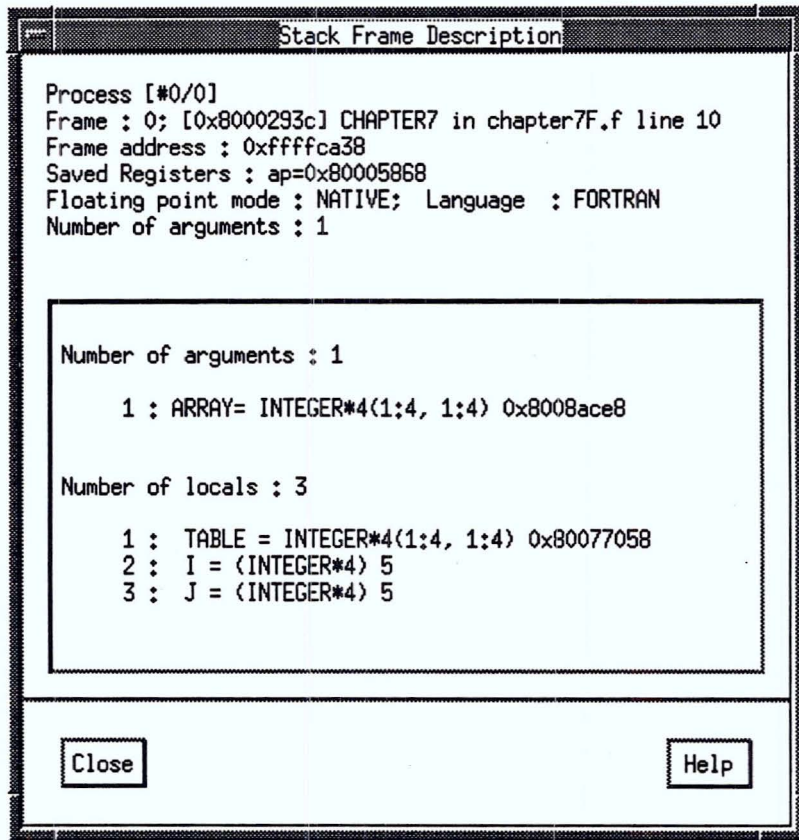 Stack Frame Description
Process [#0/0]
Frame : 0; [0x8000293c] CHAPTER7 in chapter7F.f line 10
Frame address : 0xffffca38
Saved Registers : ap=0x80005868
Floating point mode : NATIVE;  Language  : FORTRAN
Number of arguments : 1
Number of arguments : 1
1 : ARRAY= INTEGER*4(1:4, 1:4) 0x8008ace8
Number of locals : 3
1 :  TABLE = INTEGER*4(1:4, 1:4) 0x80077058
2 :  I = (INTEGER*4) 5
3 :  J = (INTEGER*4) 5
Close
Help